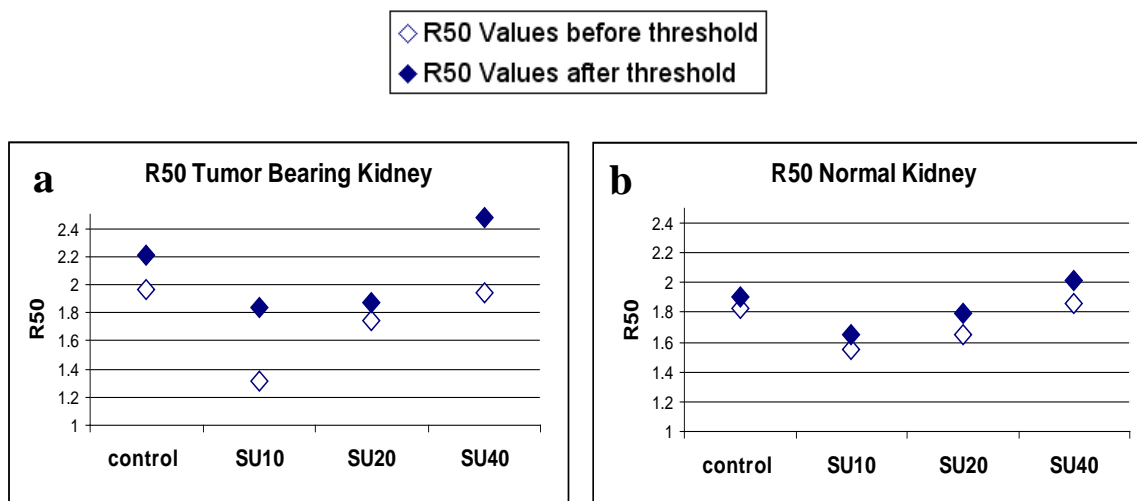 R50 Values before threshold
R50 Values after threshold
a
R50 Tumor Bearing Kidney
R50
2.4
2.2
2
1.8
1.6
1.4
1.2
1
control SU10 SU20 SU40
b
R50 Normal Kidney
R50
2.4
2.2
2
1.8
1.6
1.4
1.2
1
control SU10 SU20 SU40